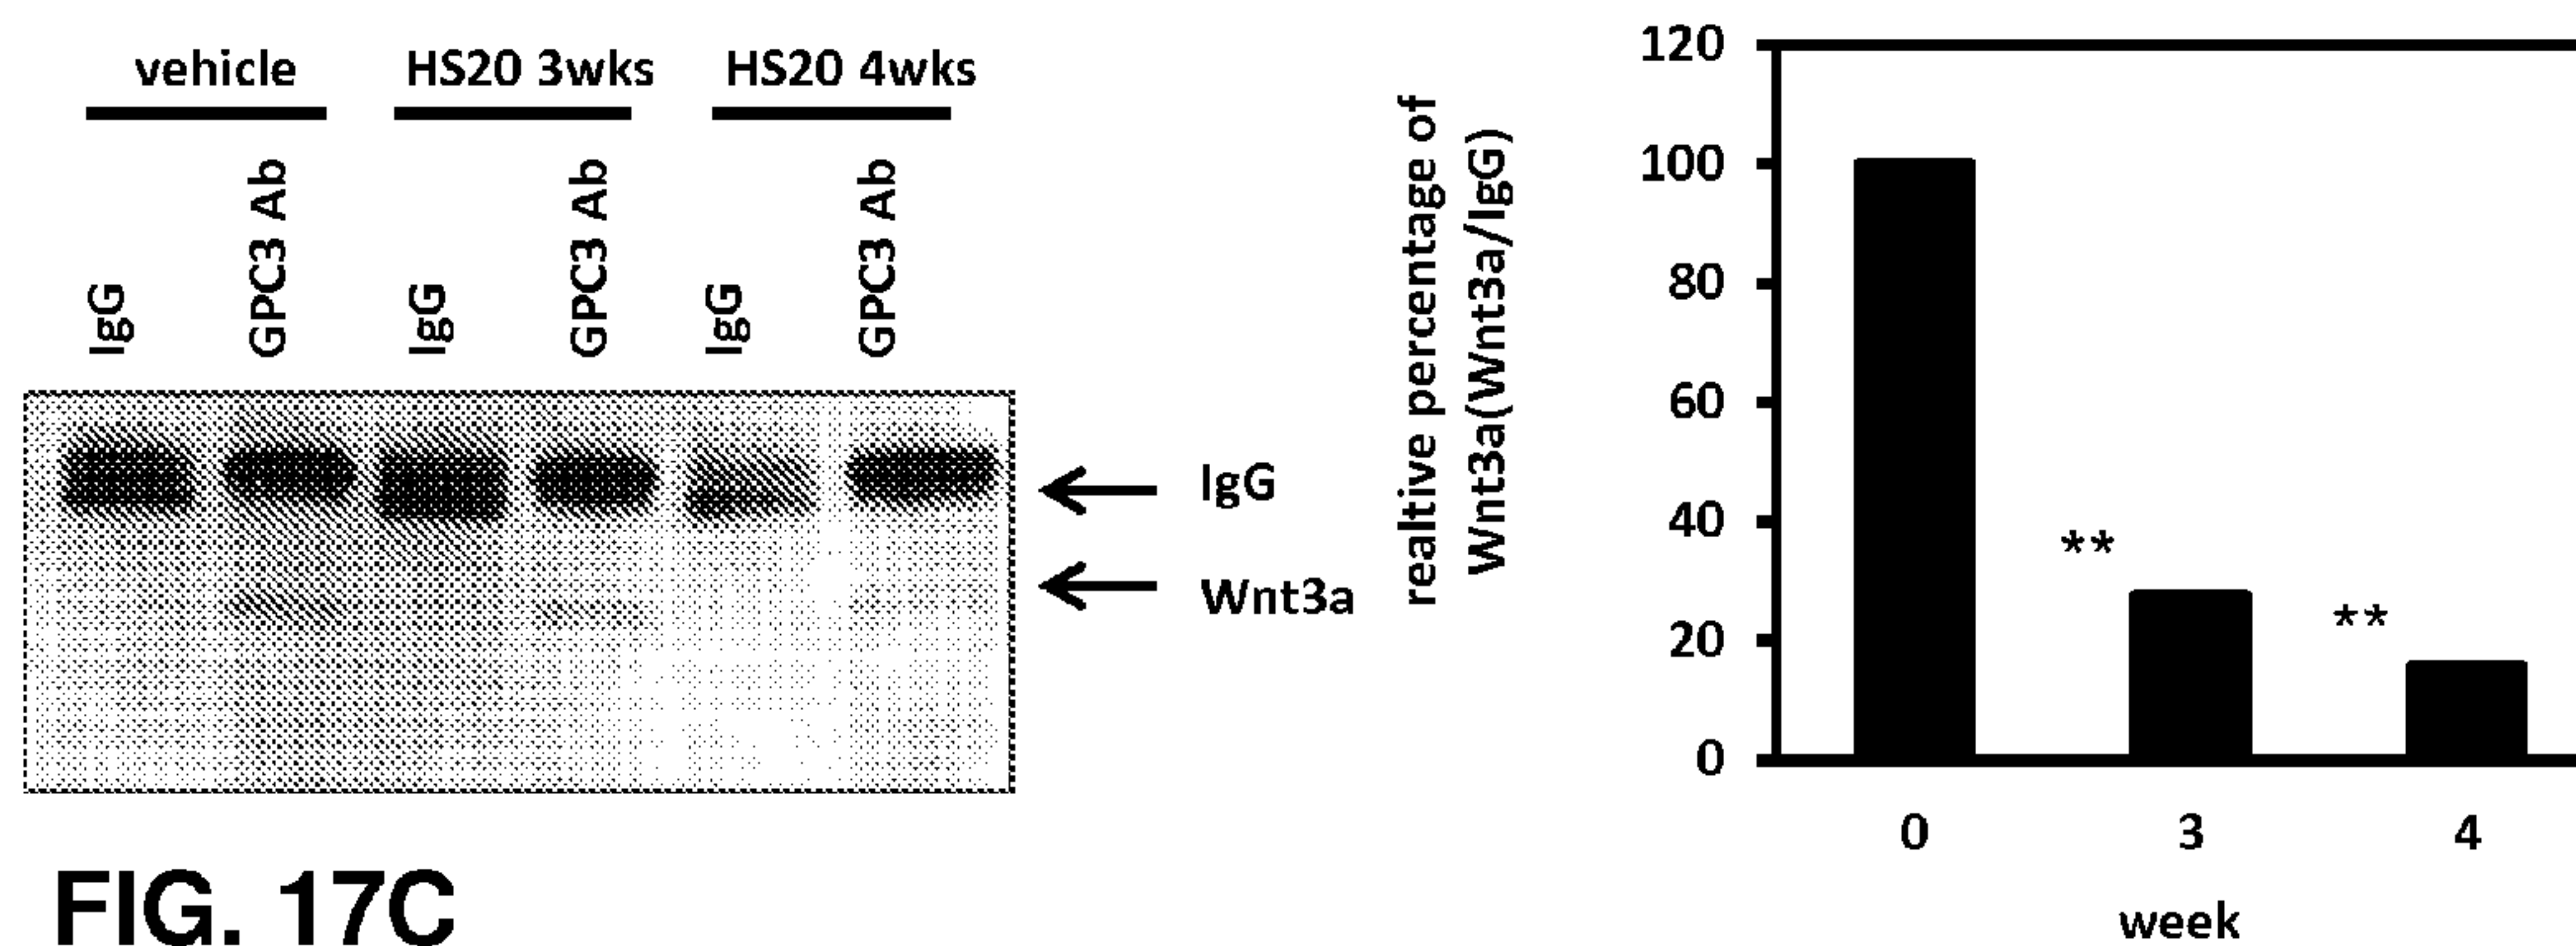 vehicle HS20 3wks HS20 4wks
IgG GPC3 Ab IgG GPC3 Ab IgG GPC3 Ab
IgG
Wnt3a
FIG. 17C
realtive percentage of
Wnt3a(Wnt3a/IgG)
120
100
80
60
40
20
0
**
**
0 3 4
week